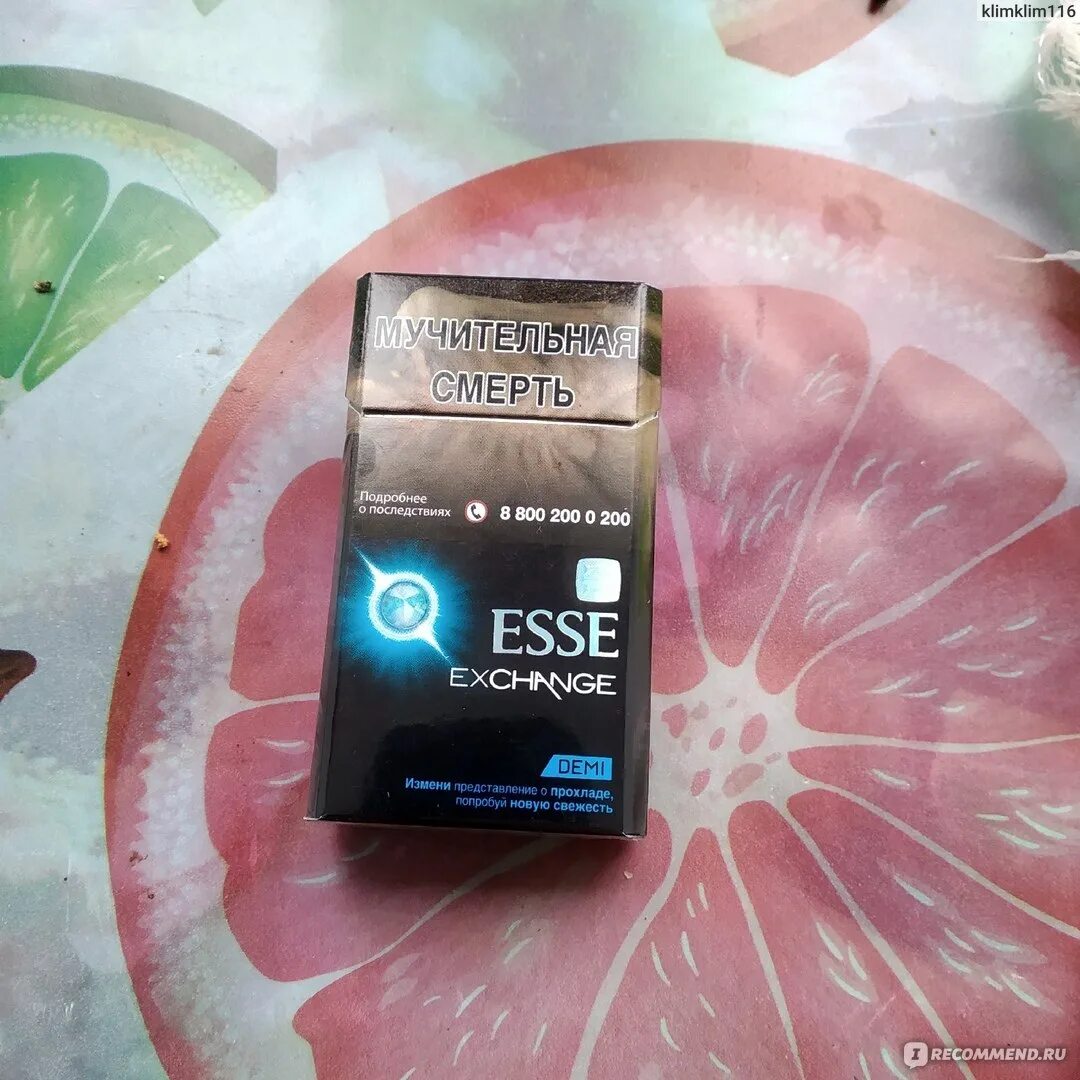 klimklim116
МУЧИТЕЛЬНАЯ
СМЕРТЬ
Подробнее
о последствиях
8 800 200 0 200
ESSE
EXCHANGE
DEMI
Измени представление о прохладе,
попробуй новую свежесть
I RECOMMEND.RU